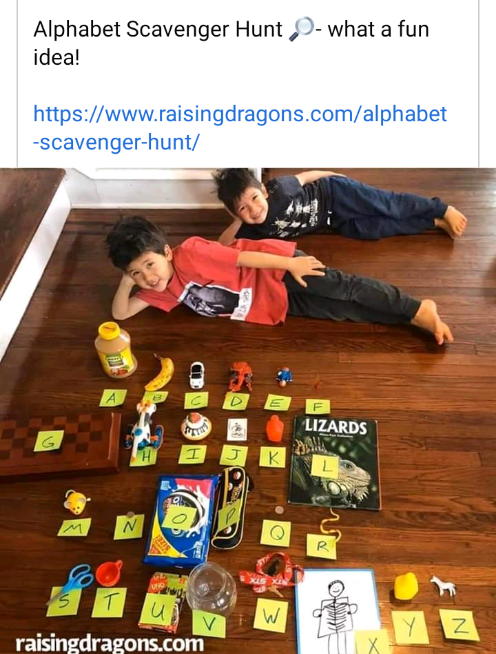 Alphabet Scavenger Hunt 🔎- what a fun
idea!
https://www.raisingdragons.com/alphabet
-scavenger-hunt/
A B C D E F
LIZARDS
G H I J K L
M N O P Q R
S T U V W X Y Z
raisingdragons.com